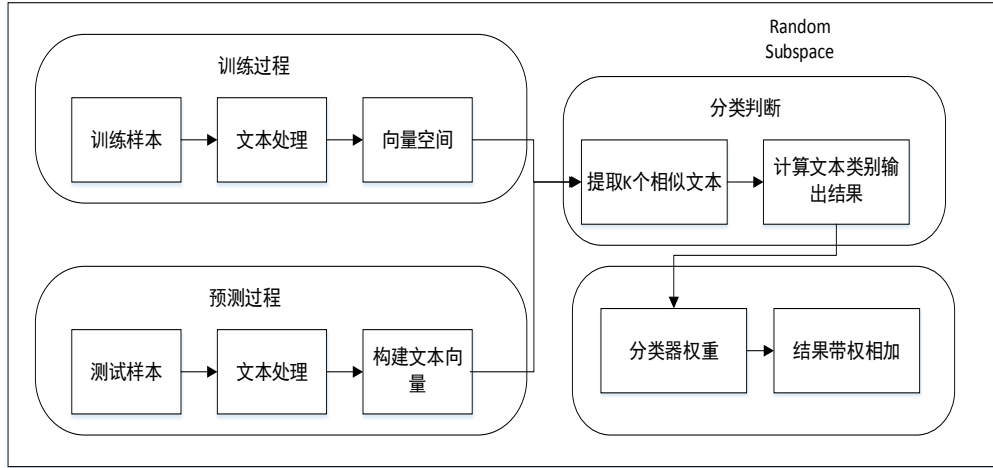 Random
Subspace
训练过程
训练样本
文本处理
向量空间
分类判断
提取K个相似文本
计算文本类别输
出结果
预测过程
测试样本
文本处理
构建文本向
量
分类器权重
结果带权相加